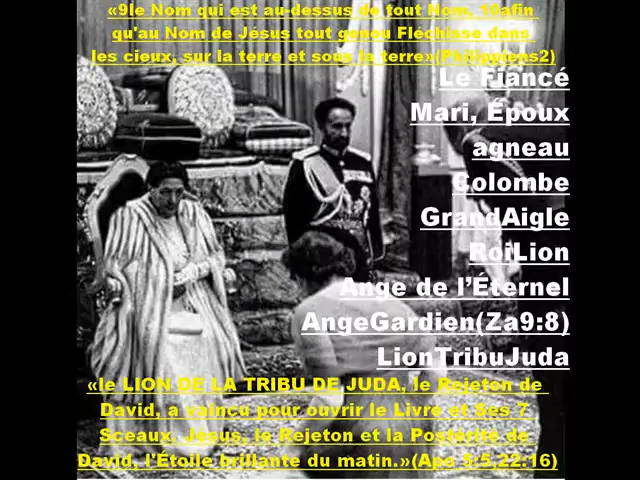 «9le Nom qui est au-dessus de tout Nom, 10afin
qu'au Nom de Jésus tout genou Fléchisse dans
les cieux, sur la terre et sous la terre»(Philippiens2)
Le Fiancé
Mari, Époux
agneau
Colombe
GrandAigle
RoiLion
Ange de l’Éternel
AngeGardien(Za9:8)
LionTribuJuda
«le LION DE LA TRIBU DE JUDA, le Rejeton de
David, a vaincu pour ouvrir le Livre et Ses 7
Sceaux. Jésus, le Rejeton et la Postérité de
David, l'Étoile brillante du matin.»(Apo 5:5,22:16)